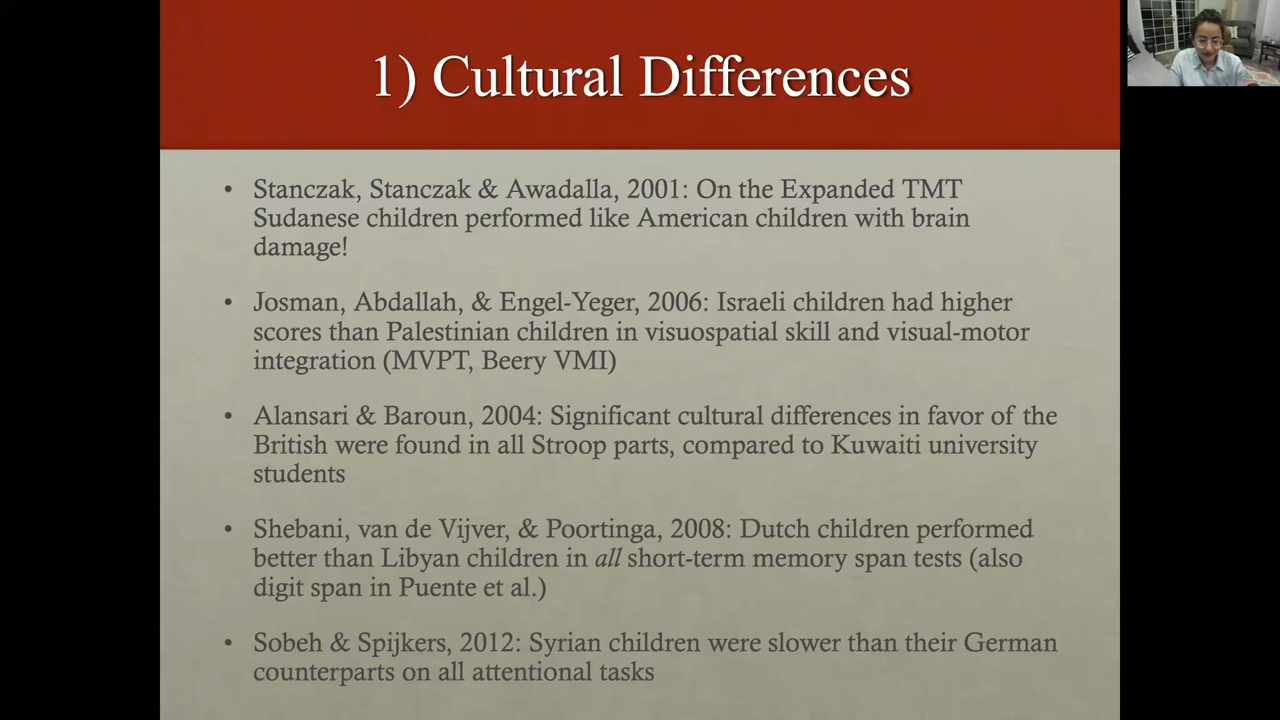 1) Cultural Differences
• Stanczak, Stanczak & Awadalla, 2001: On the Expanded TMT
Sudanese children performed like American children with brain
damage!
• Josman, Abdallah, & Engel-Yeger, 2006: Israeli children had higher
scores than Palestinian children in visuospatial skill and visual-motor
integration (MVPT, Beery VMI)
• Alansari & Baroun, 2004: Significant cultural differences in favor of the
British were found in all Stroop parts, compared to Kuwaiti university
students
• Shebani, van de Vijver, & Poortinga, 2008: Dutch children performed
better than Libyan children in all short-term memory span tests (also
digit span in Puente et al.)
• Sobeh & Spijkers, 2012: Syrian children were slower than their German
counterparts on all attentional tasks